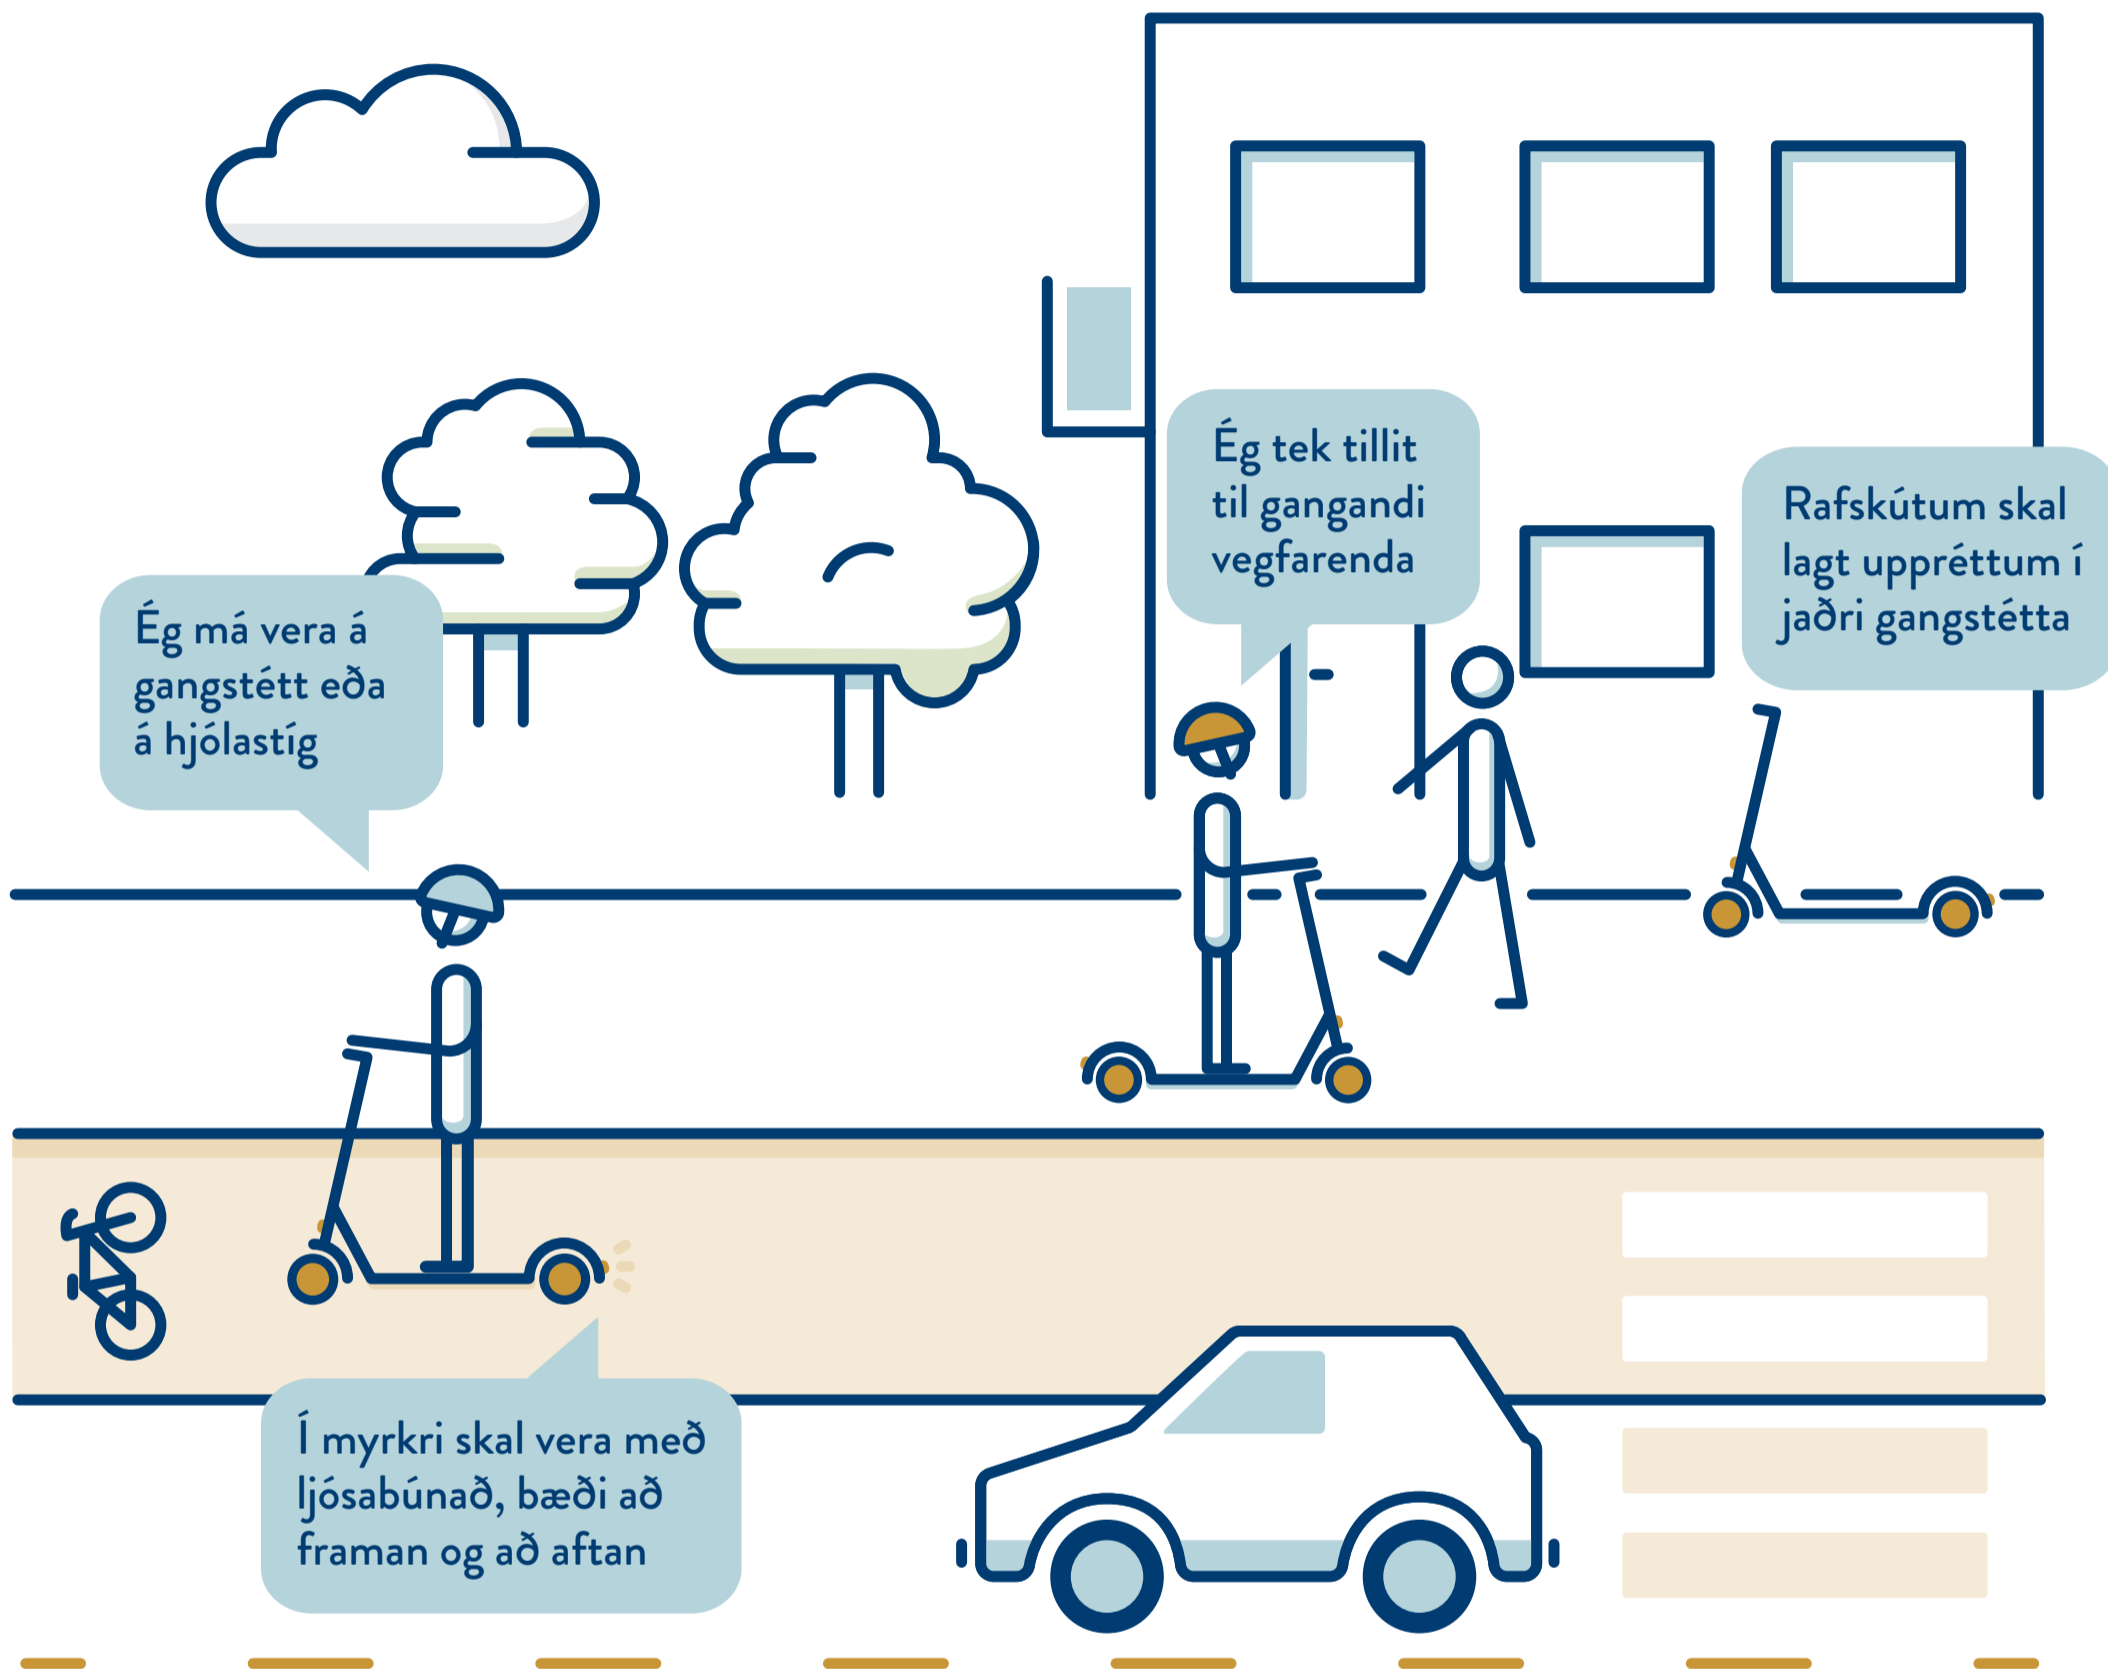 Ég tek tillit
til gangandi
vegfarenda
Rafskútum skal
lagt uppréttum í
jaðri gangstétta
Ég má vera á
gangstétt eða
á hjólastíg
Í myrkri skal vera með
ljósabúnað, bæði að
framan og að aftan